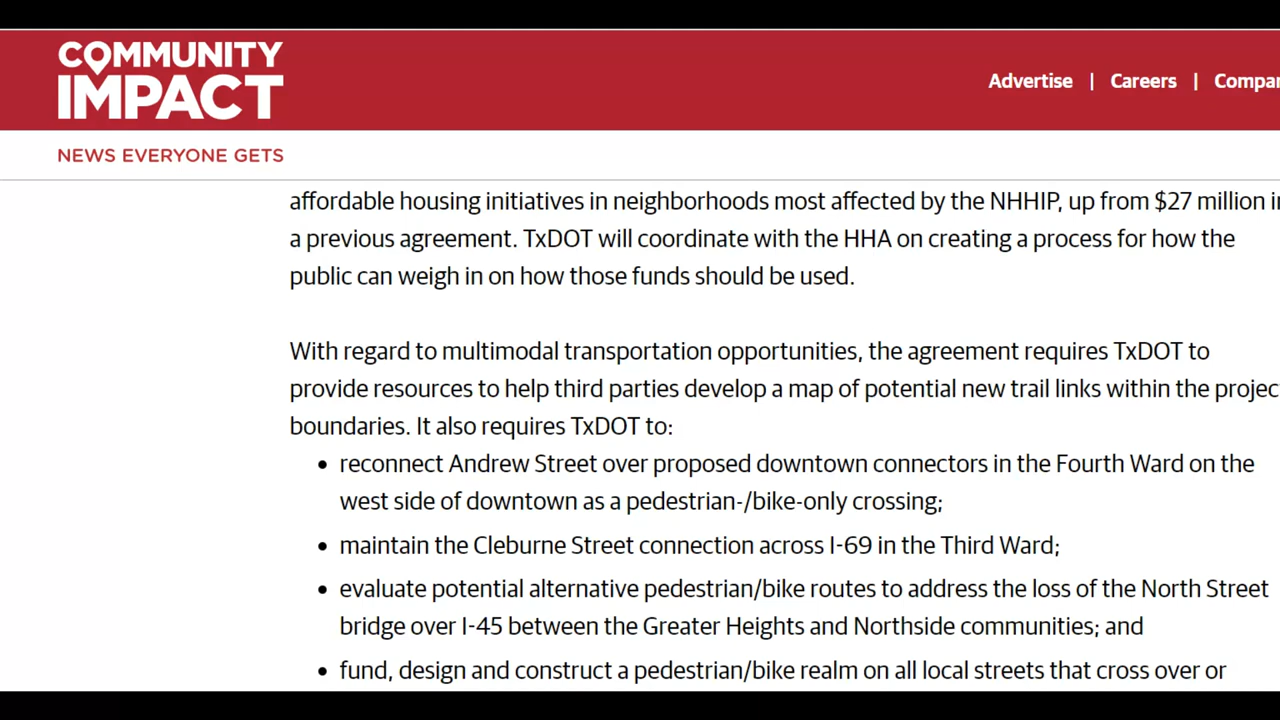 COMMUNITY
IMPACT
Advertise | Careers |
NEWS EVERYONE GETS
affordable housing initiatives in neighborhoods most affected by the NHHIP, up from $27 million
a previous agreement. TxDOT will coordinate with the HHA on creating a process for how the
public can weigh in on how those funds should be used.
With regard to multimodal transportation opportunities, the agreement requires TxDOT to
provide resources to help third parties develop a map of potential new trail links within the
boundaries. It also requires TxDOT to:
• reconnect Andrew Street over proposed downtown connectors in the Fourth Ward on the
west side of downtown as a pedestrian-/bike-only crossing;
• maintain the Cleburne Street connection across I-69 in the Third Ward;
• evaluate potential alternative pedestrian/bike routes to address the loss of the North Street
bridge over I-45 between the Greater Heights and Northside communities; and
• fund, design and construct a pedestrian/bike realm on all local streets that cross over or